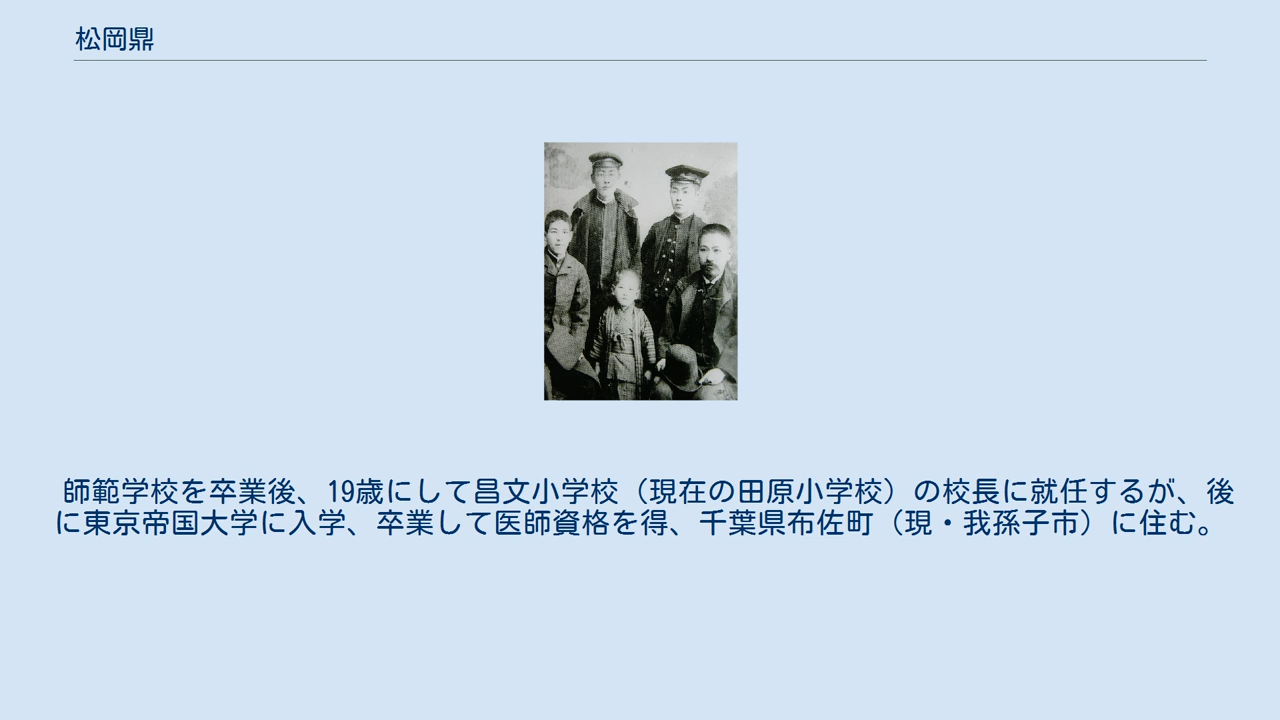 松岡鼎
師範学校を卒業後、19歳にして昌文小学校（現在の田原小学校）の校長に就任するが、後
に東京帝国大学に入学、卒業して医師資格を得、千葉県布佐町（現・我孫子市）に住む。